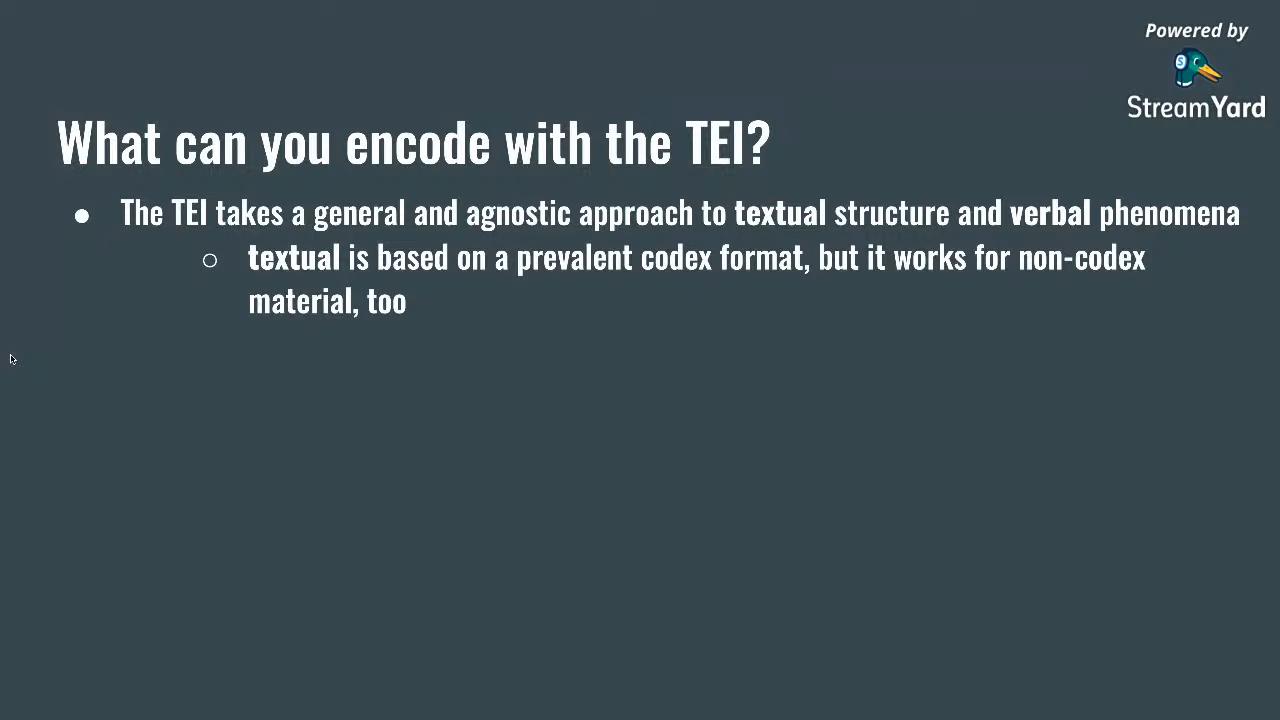 Powered by
StreamYard
What can you encode with the TEI?
● The TEI takes a general and agnostic approach to textual structure and verbal phenomena
○ textual is based on a prevalent codex format, but it works for non-codex
material, too